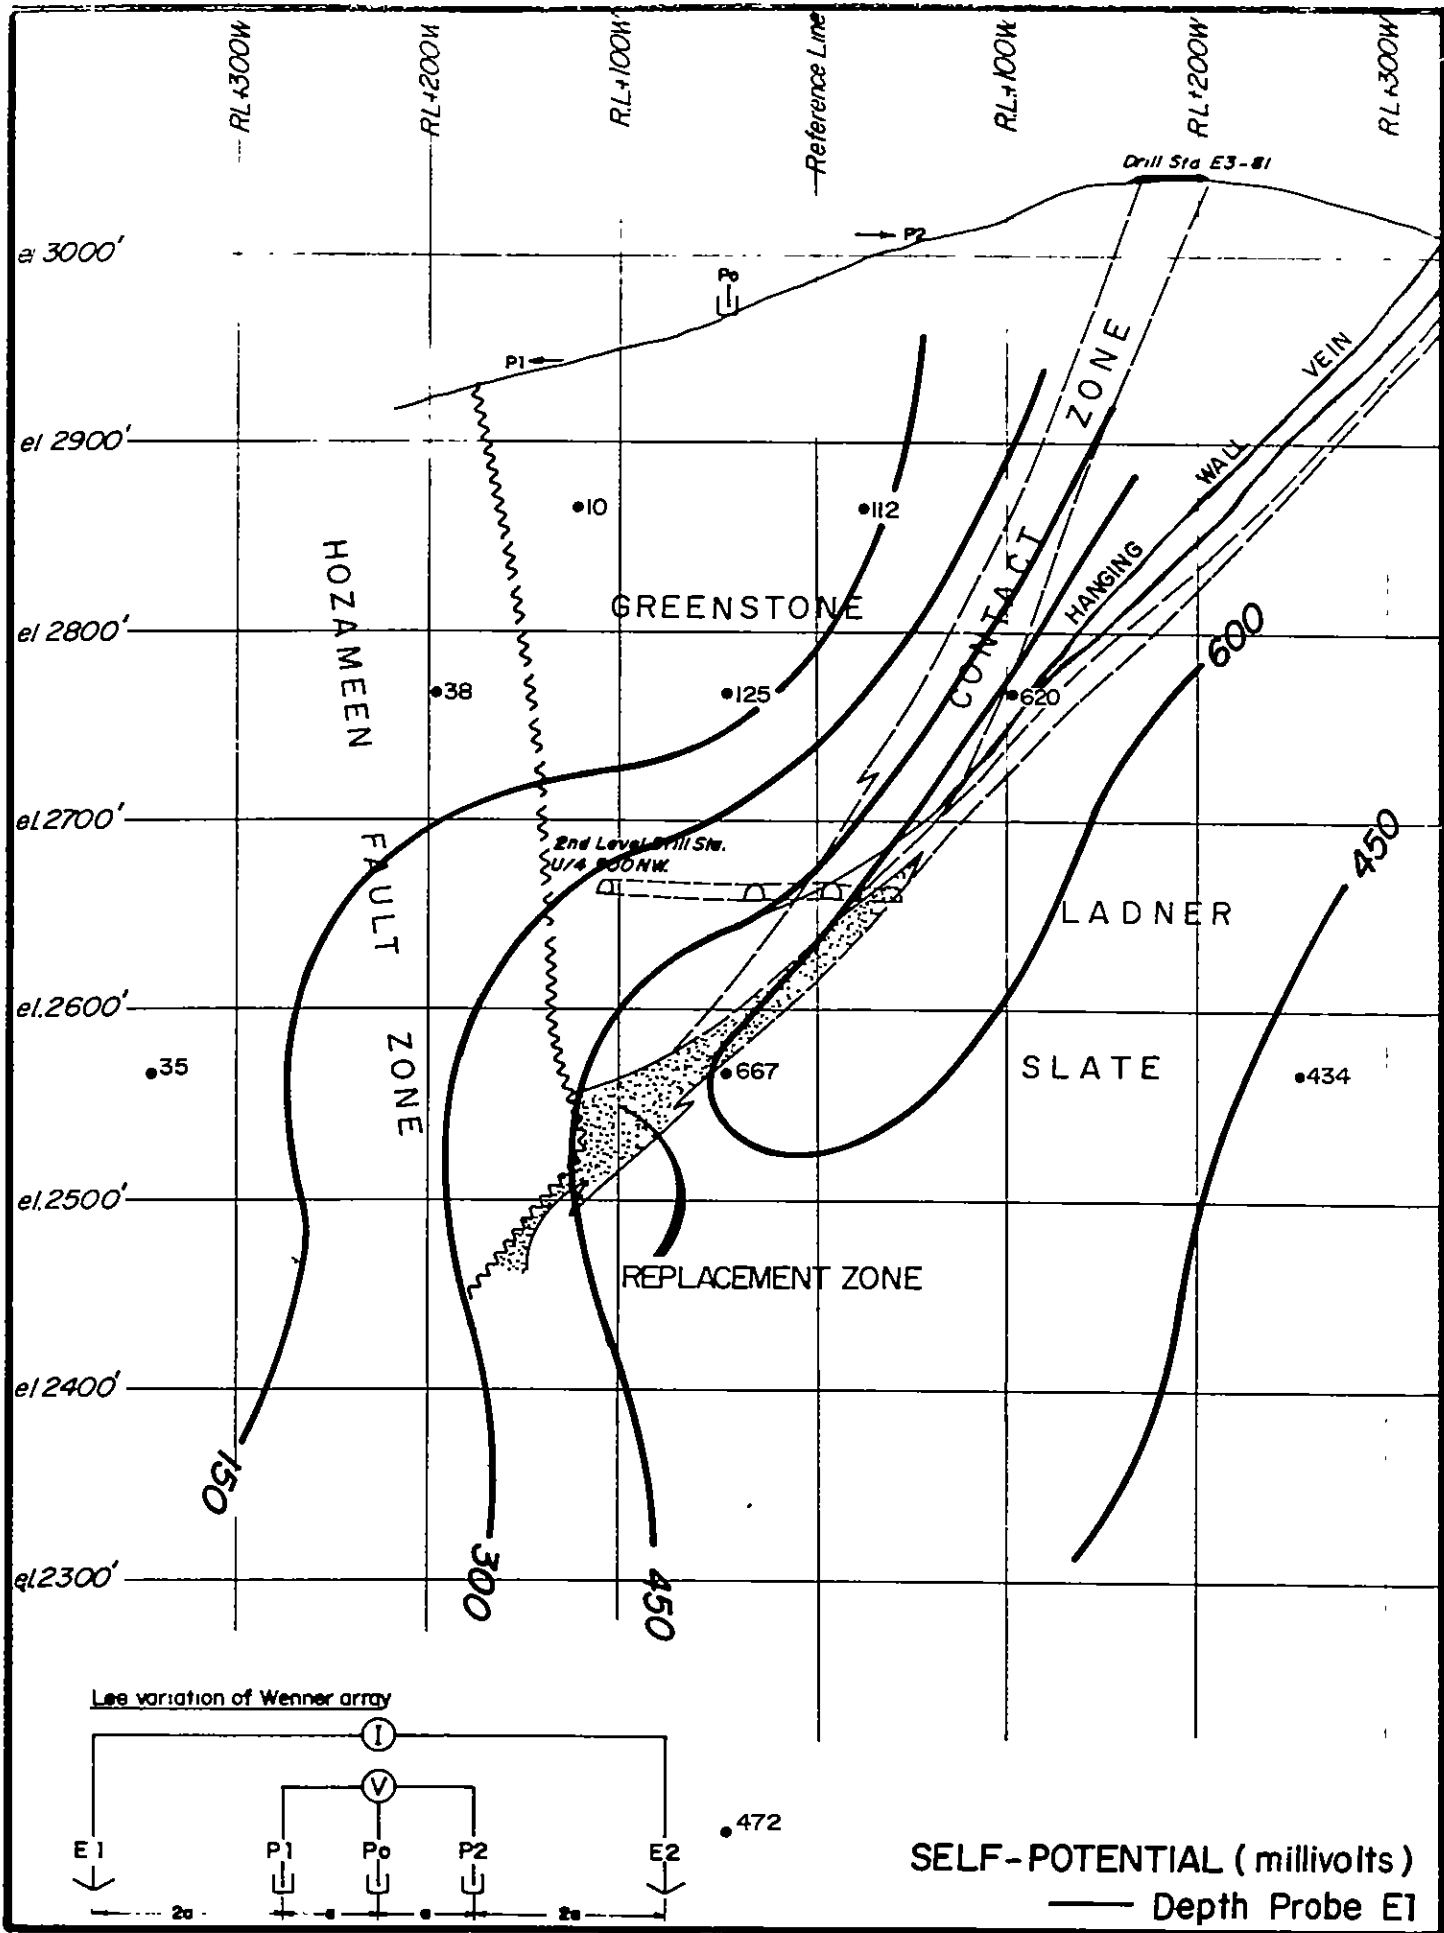 RL+300W
RL+200W
R.L+100W
Reference Line
RL+100W
RL+200W
RL+300W
Drill Sta E3-81
el 3000'
P2
Po
P1
VEIN
el 2900'
ZONE
WALL
10
112
HOZAMEEN
HANGING
CONTACT
GREENSTONE
el 2800'
600
38
125
620
el.2700'
2nd Level Drill Sta.
U/4 900NW.
450
FAULT
LADNER
el.2600'
ZONE
35
667
SLATE
434
el.2500'
REPLACEMENT ZONE
el 2400'
150
el.2300'
300
450
Lee variation of Wenner array
I
V
472
E1
P1
Po
P2
E2
2a
a
a
2a
SELF-POTENTIAL (millivolts)
Depth Probe E1